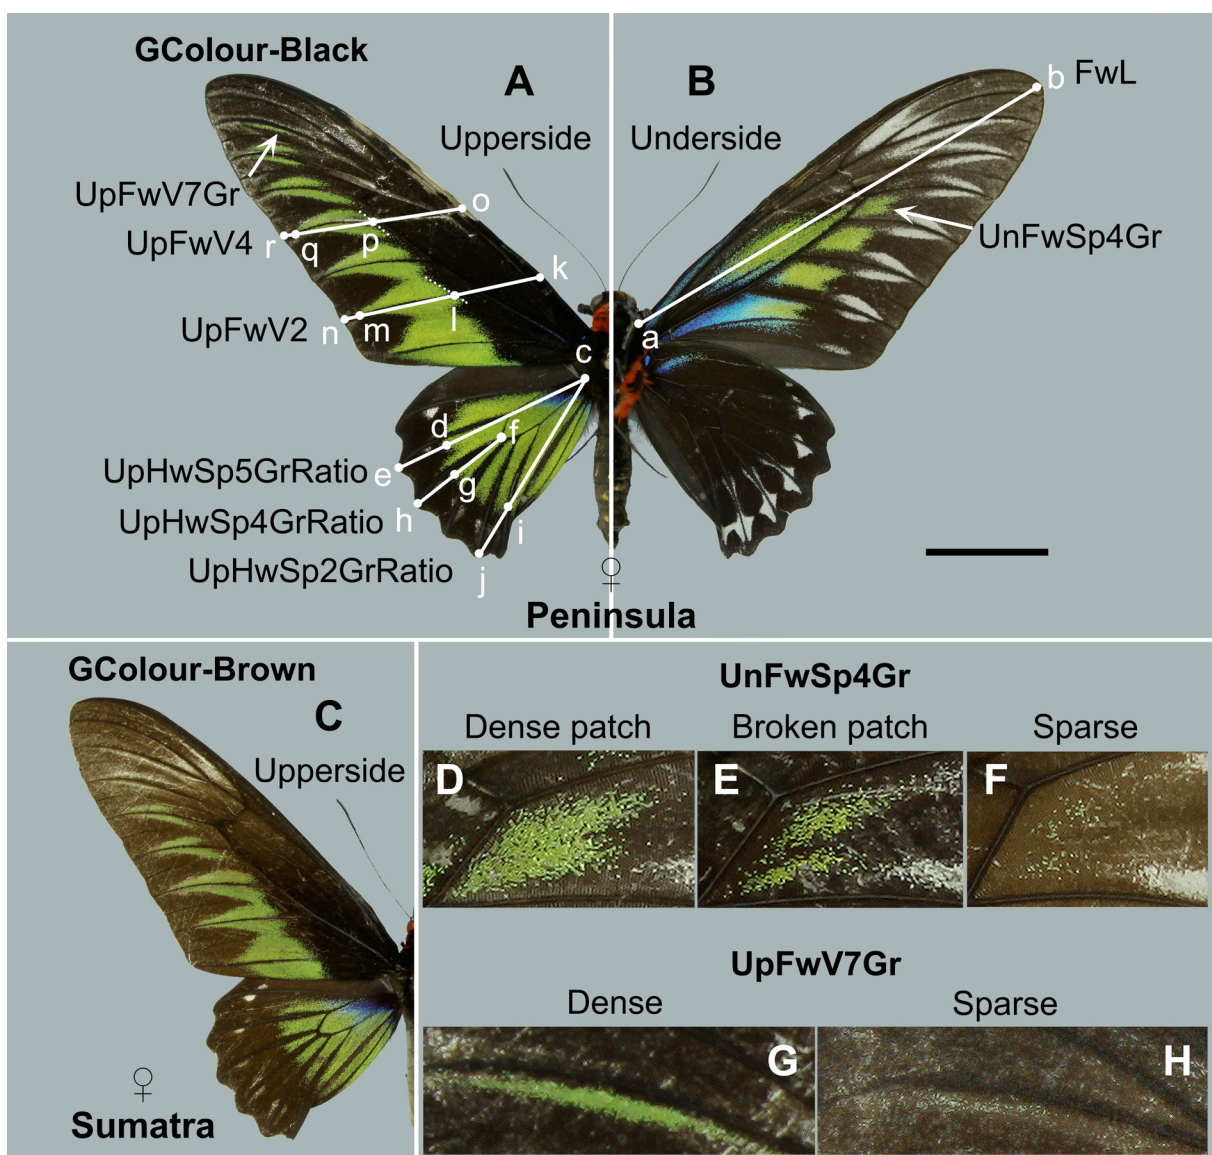 GColour-Black
A
B
b FwL
Upperside
Underside
UpFwV7Gr
o
UpFwV4
r
q
p
UnFwSp4Gr
k
UpFwV2
n
m
l
a
c
d
f
UpHwSp5GrRatio
e
g
UpHwSp4GrRatio
h
i
UpHwSp2GrRatio
j
♀
Peninsula
GColour-Brown
C
Upperside
♀
Sumatra
UnFwSp4Gr
Dense patch
Broken patch
Sparse
D
E
F
UpFwV7Gr
Dense
Sparse
G
H